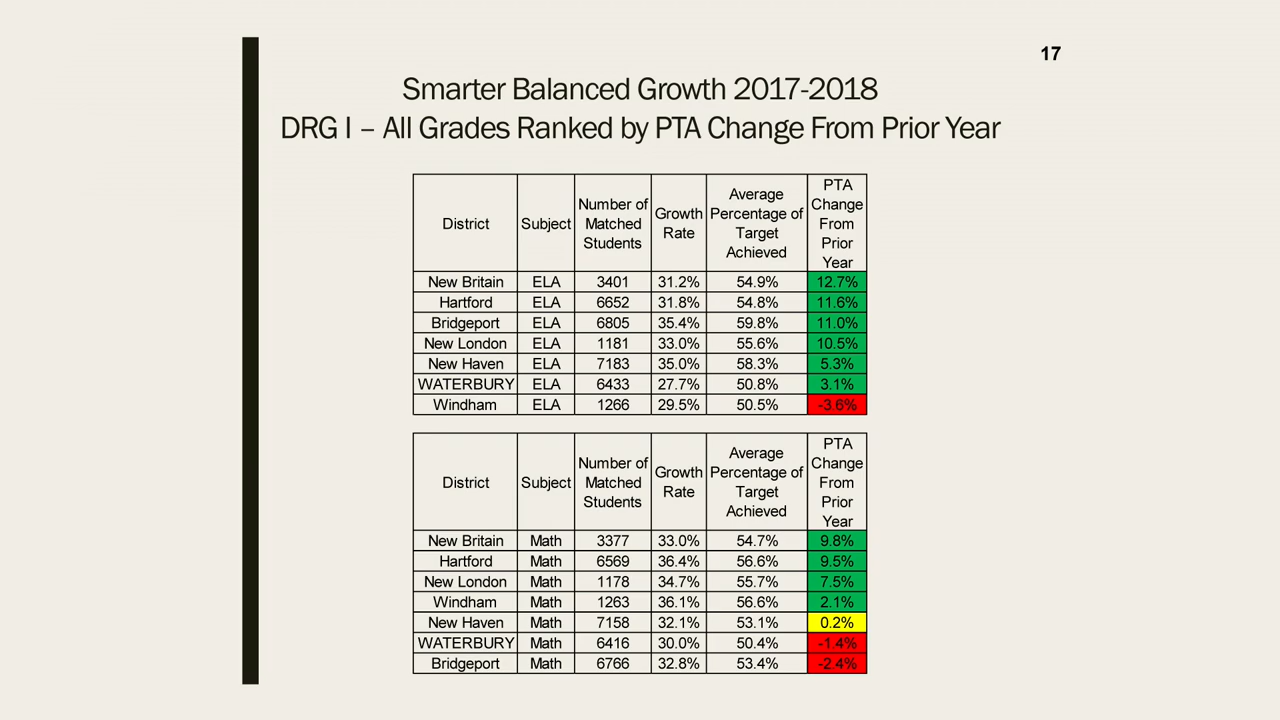 17
Smarter Balanced Growth 2017-2018
DRG I – All Grades Ranked by PTA Change From Prior Year
District Subject Number of Matched Students Growth Rate Average Percentage of Target Achieved PTA Change From Prior Year
New Britain ELA 3401 31.2% 54.9% 12.7%
Hartford ELA 6652 31.8% 54.8% 11.6%
Bridgeport ELA 6805 35.4% 59.8% 11.0%
New London ELA 1181 33.0% 55.6% 10.5%
New Haven ELA 7183 35.0% 58.3% 5.3%
WATERBURY ELA 6433 27.7% 50.8% 3.1%
Windham ELA 1266 29.5% 50.5% -3.6%
District Subject Number of Matched Students Growth Rate Average Percentage of Target Achieved PTA Change From Prior Year
New Britain Math 3377 33.0% 54.7% 9.8%
Hartford Math 6569 36.4% 56.6% 9.5%
New London Math 1178 34.7% 55.7% 7.5%
Windham Math 1263 36.1% 56.6% 2.1%
New Haven Math 7158 32.1% 53.1% 0.2%
WATERBURY Math 6416 30.0% 50.4% -1.4%
Bridgeport Math 6766 32.8% 53.4% -2.4%